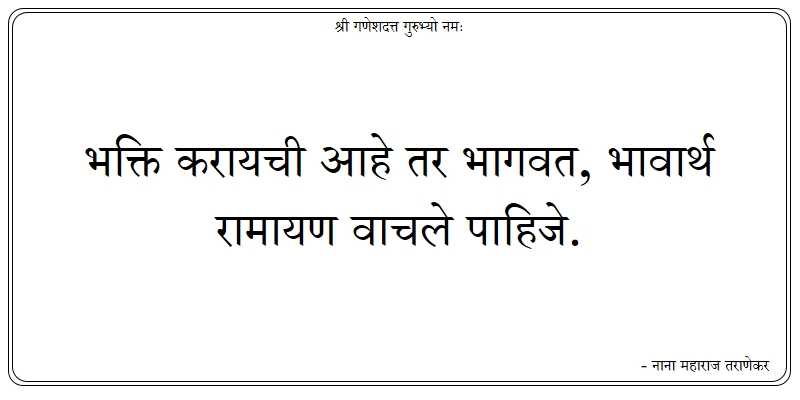 श्री गणेशदत्त गुरुभ्यो नमः
भक्ति करायची आहे तर भागवत, भावार्थ
रामायण वाचले पाहिजे.
- नाना महाराज तराणेकर